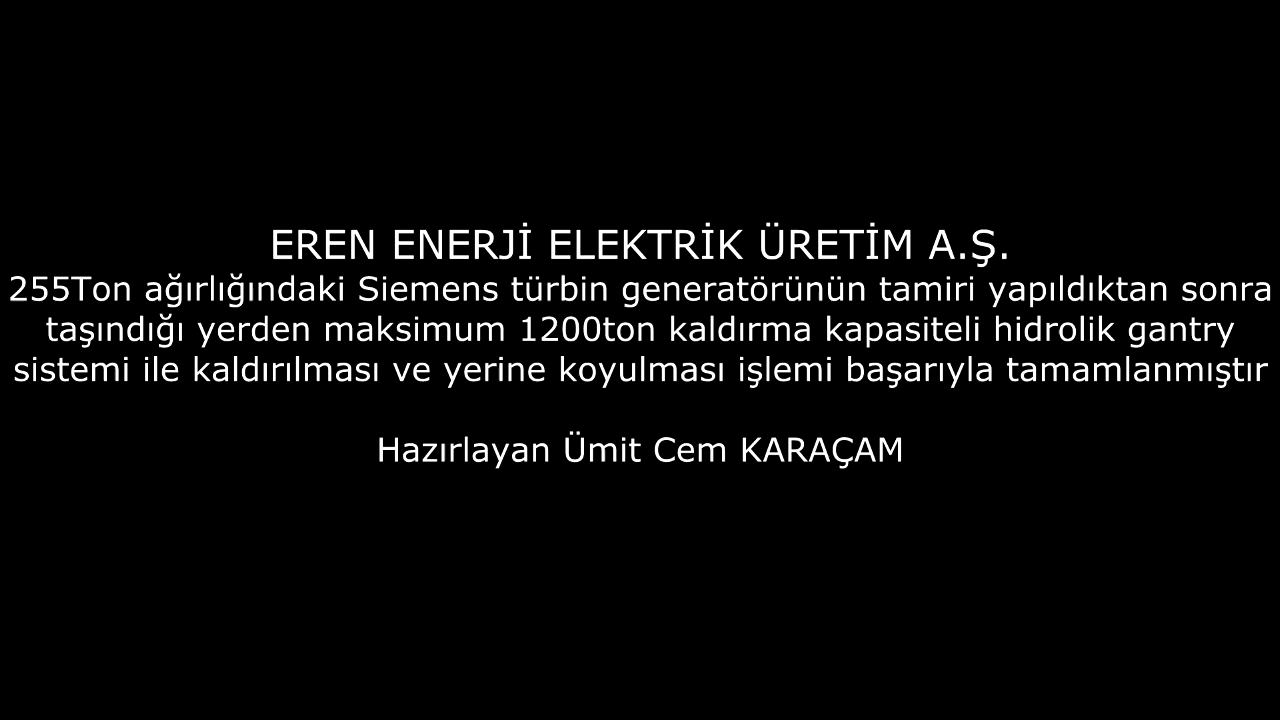 EREN ENERJİ ELEKTRİK ÜRETİM A.Ş.
255Ton ağırlığındaki Siemens türbin generatörünün tamiri yapıldıktan sonra
taşındığı yerden maksimum 1200ton kaldırma kapasiteli hidrolik gantry
sistemi ile kaldırılması ve yerine koyulması işlemi başarıyla tamamlanmıştır
Hazırlayan Ümit Cem KARAÇAM